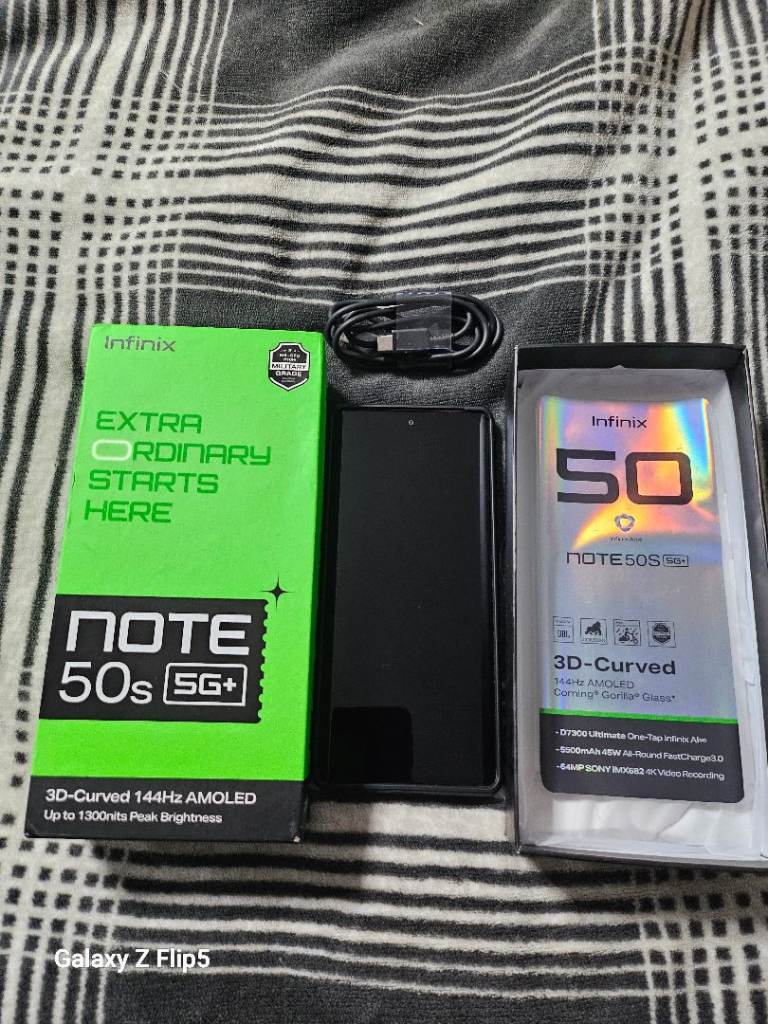 Infinix
MILITARY
GRADE
EXTRA
ORDINARY
STARTS
HERE
NOTE
50s 5G+
3D-Curved 144Hz AMOLED
Up to 1300nits Peak Brightness
Infinix
50
NOTE50S 5G+
JBL
3D-Curved
144Hz AMOLED
Corning® Gorilla® Glass*
-D7300 Ultimate One-Tap Infinix AI∞
-5500mAh 45W All-Round FastCharge3.0
-64MP SONY IMX682 4K Video Recording
Galaxy Z Flip5